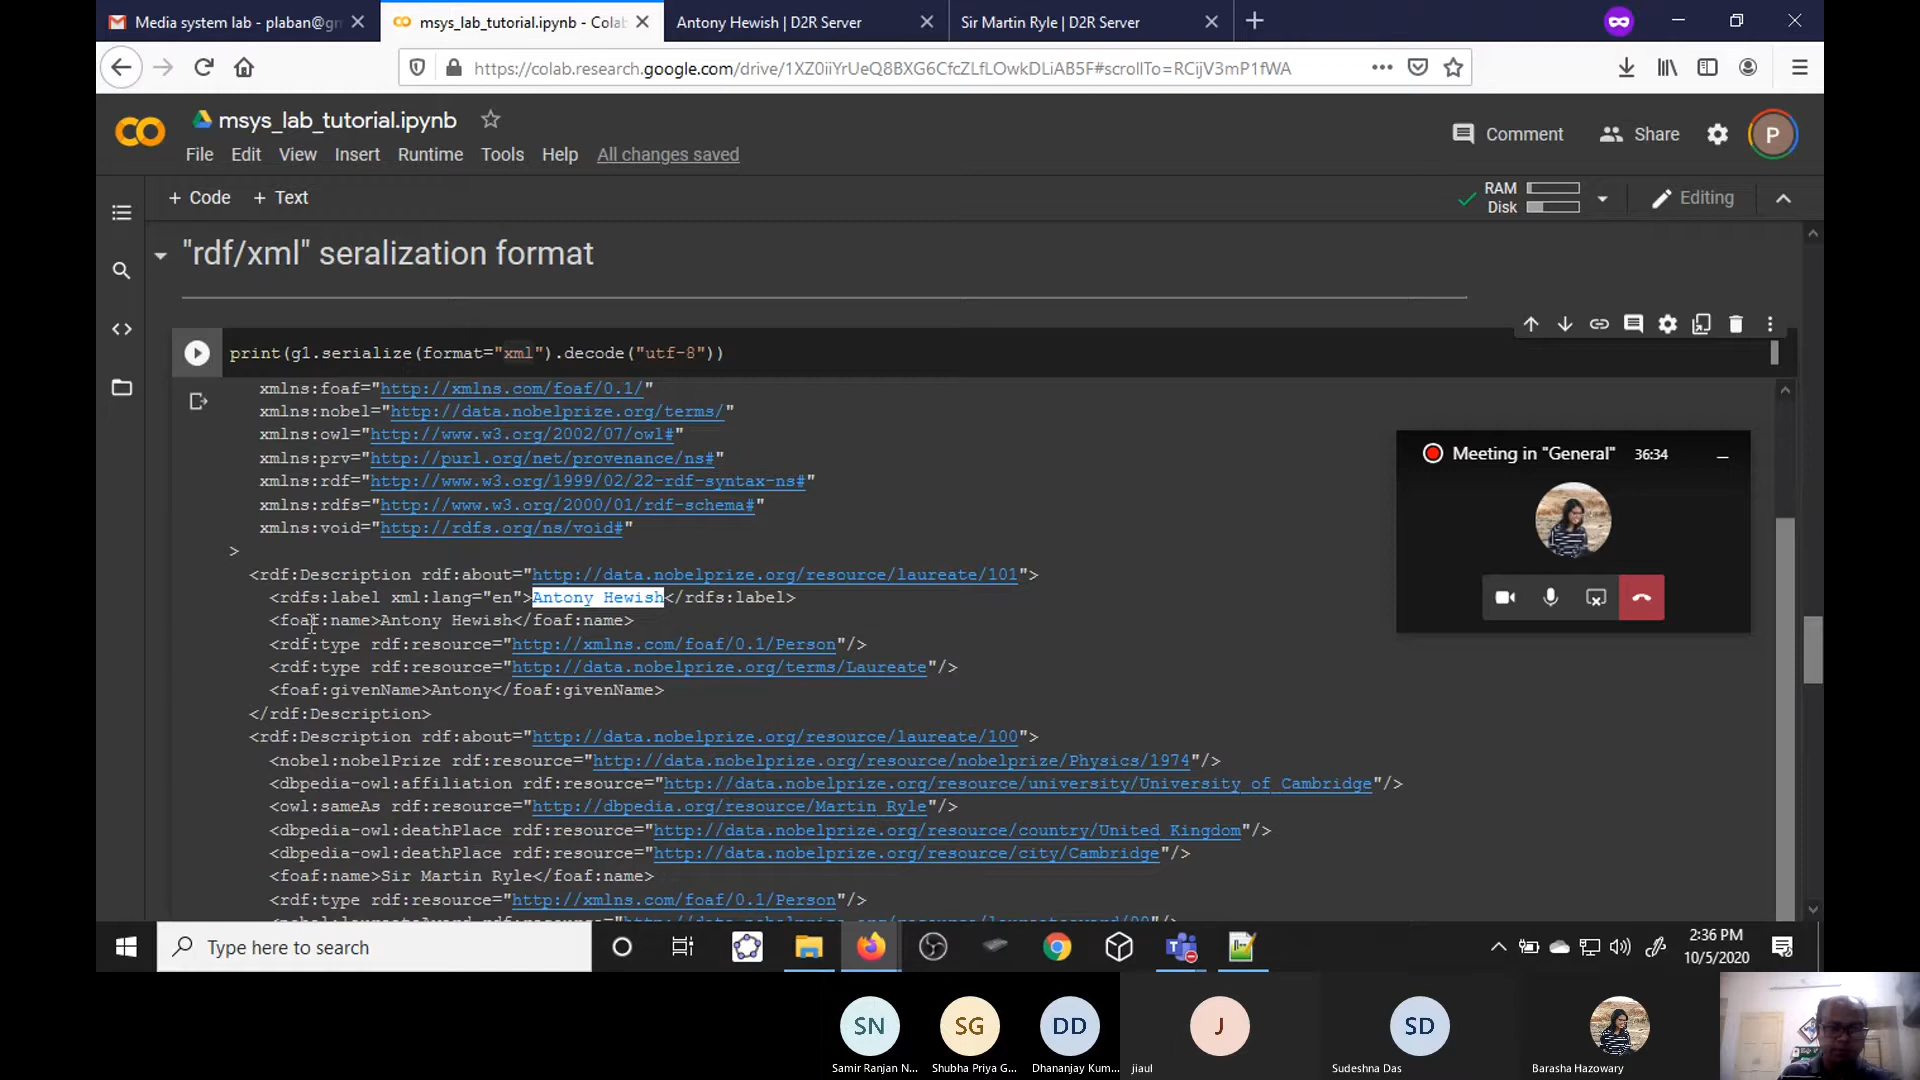 Media system lab - plaban@gm
msys_lab_tutorial.ipynb - Colab
Antony Hewish | D2R Server
Sir Martin Ryle | D2R Server
https://colab.research.google.com/drive/1XZ0iiYrUeQ8BXG6CfcZLfLOwkDLiAB5F#scrollTo=RCijV3mP1fWA
msys_lab_tutorial.ipynb
Comment
Share
P
File Edit View Insert Runtime Tools Help All changes saved
+ Code + Text
RAM
Disk
Editing
"rdf/xml" seralization format
print(g1.serialize(format="xml").decode("utf-8"))
xmlns:foaf="http://xmlns.com/foaf/0.1/"
xmlns:nobel="http://data.nobelprize.org/terms/"
xmlns:owl="http://www.w3.org/2002/07/owl#"
xmlns:prv="http://purl.org/net/provenance/ns#"
xmlns:rdf="http://www.w3.org/1999/02/22-rdf-syntax-ns#"
xmlns:rdfs="http://www.w3.org/2000/01/rdf-schema#"
xmlns:void="http://rdfs.org/ns/void#"
>
<rdf:Description rdf:about="http://data.nobelprize.org/resource/laureate/101">
<rdfs:label xml:lang="en">Antony Hewish</rdfs:label>
<foaf:name>Antony Hewish</foaf:name>
<rdf:type rdf:resource="http://xmlns.com/foaf/0.1/Person"/>
<rdf:type rdf:resource="http://data.nobelprize.org/terms/Laureate"/>
<foaf:givenName>Antony</foaf:givenName>
</rdf:Description>
<rdf:Description rdf:about="http://data.nobelprize.org/resource/laureate/100">
<nobel:nobelPrize rdf:resource="http://data.nobelprize.org/resource/nobelprize/Physics/1974"/>
<dbpedia-owl:affiliation rdf:resource="http://data.nobelprize.org/resource/university/University_of_Cambridge"/>
<owl:sameAs rdf:resource="http://dbpedia.org/resource/Martin_Ryle"/>
<dbpedia-owl:deathPlace rdf:resource="http://data.nobelprize.org/resource/country/United_Kingdom"/>
<dbpedia-owl:deathPlace rdf:resource="http://data.nobelprize.org/resource/city/Cambridge"/>
<foaf:name>Sir Martin Ryle</foaf:name>
<rdf:type rdf:resource="http://xmlns.com/foaf/0.1/Person"/>
Meeting in "General" 36:34
Type here to search
2:36 PM
10/5/2020
SN
SG
DD
J
SD
Samir Ranjan N...
Shubha Priya G...
Dhananjay Kum...
jiaul
Sudeshna Das
Barasha Hazowary